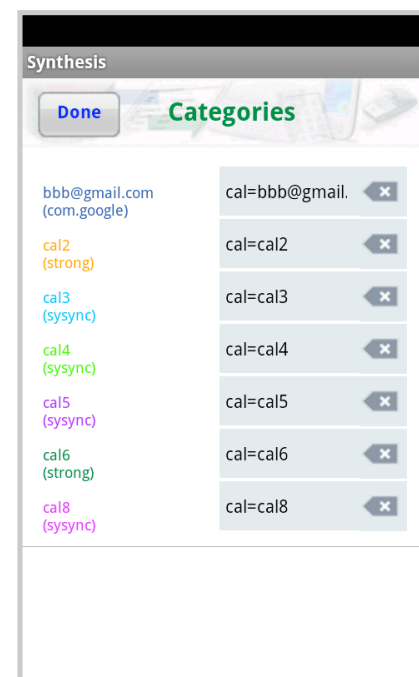 Synthesis
Done
Categories
bbb@gmail.com
(com.google)
cal=bbb@gmail.
cal2
(strong)
cal=cal2
cal3
(sysync)
cal=cal3
cal4
(sysync)
cal=cal4
cal5
(sysync)
cal=cal5
cal6
(strong)
cal=cal6
cal8
(sysync)
cal=cal8